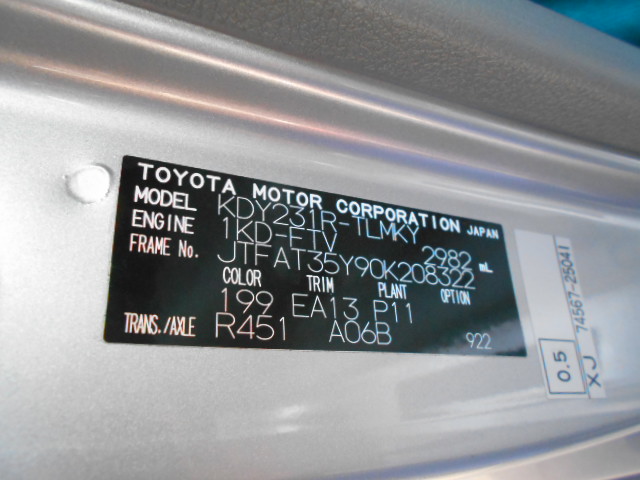 TOYOTA MOTOR CORPORATION JAPAN
MODEL KDY231R-TLMKY
ENGINE 1KD-FTV 2982 mL
FRAME No. JTFAT35Y90K208322
COLOR TRIM PLANT OPTION
199 EA13 P11
TRANS./AXLE R451 A06B 922
74567-25041
0.5 XJ